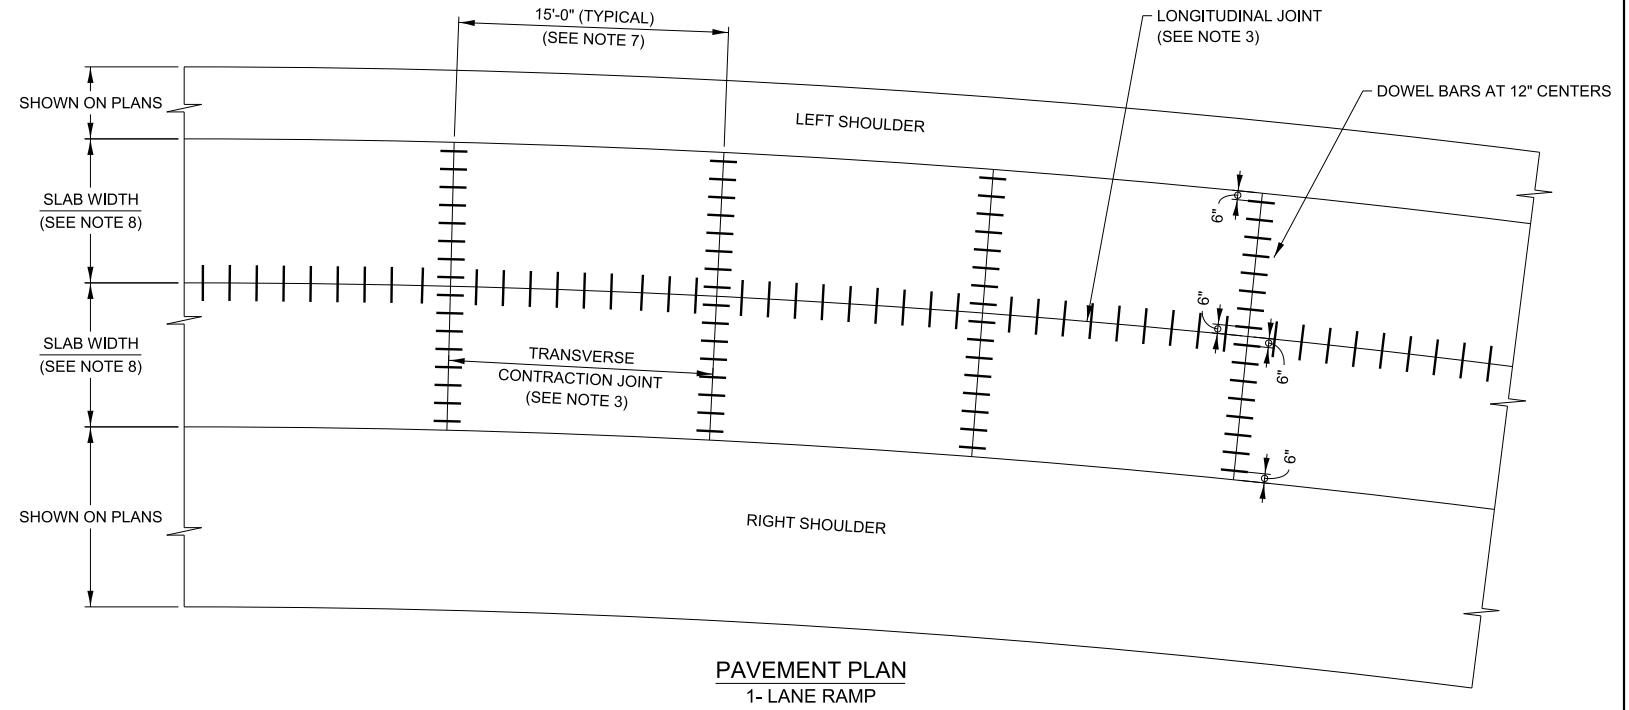 15'-0" (TYPICAL)
(SEE NOTE 7)
LONGITUDINAL JOINT
(SEE NOTE 3)
DOWEL BARS AT 12" CENTERS
SHOWN ON PLANS
LEFT SHOULDER
SLAB WIDTH
(SEE NOTE 8)
6"
6"
6"
SLAB WIDTH
(SEE NOTE 8)
TRANSVERSE
CONTRACTION JOINT
(SEE NOTE 3)
6"
SHOWN ON PLANS
RIGHT SHOULDER
PAVEMENT PLAN
1- LANE RAMP